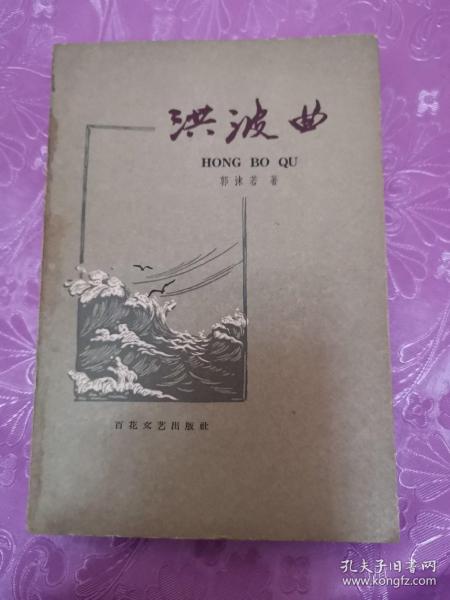 洪波曲
HONG BO QU
郭沫若 著
百花文艺出版社
孔夫子旧书网
www.kongfz.com